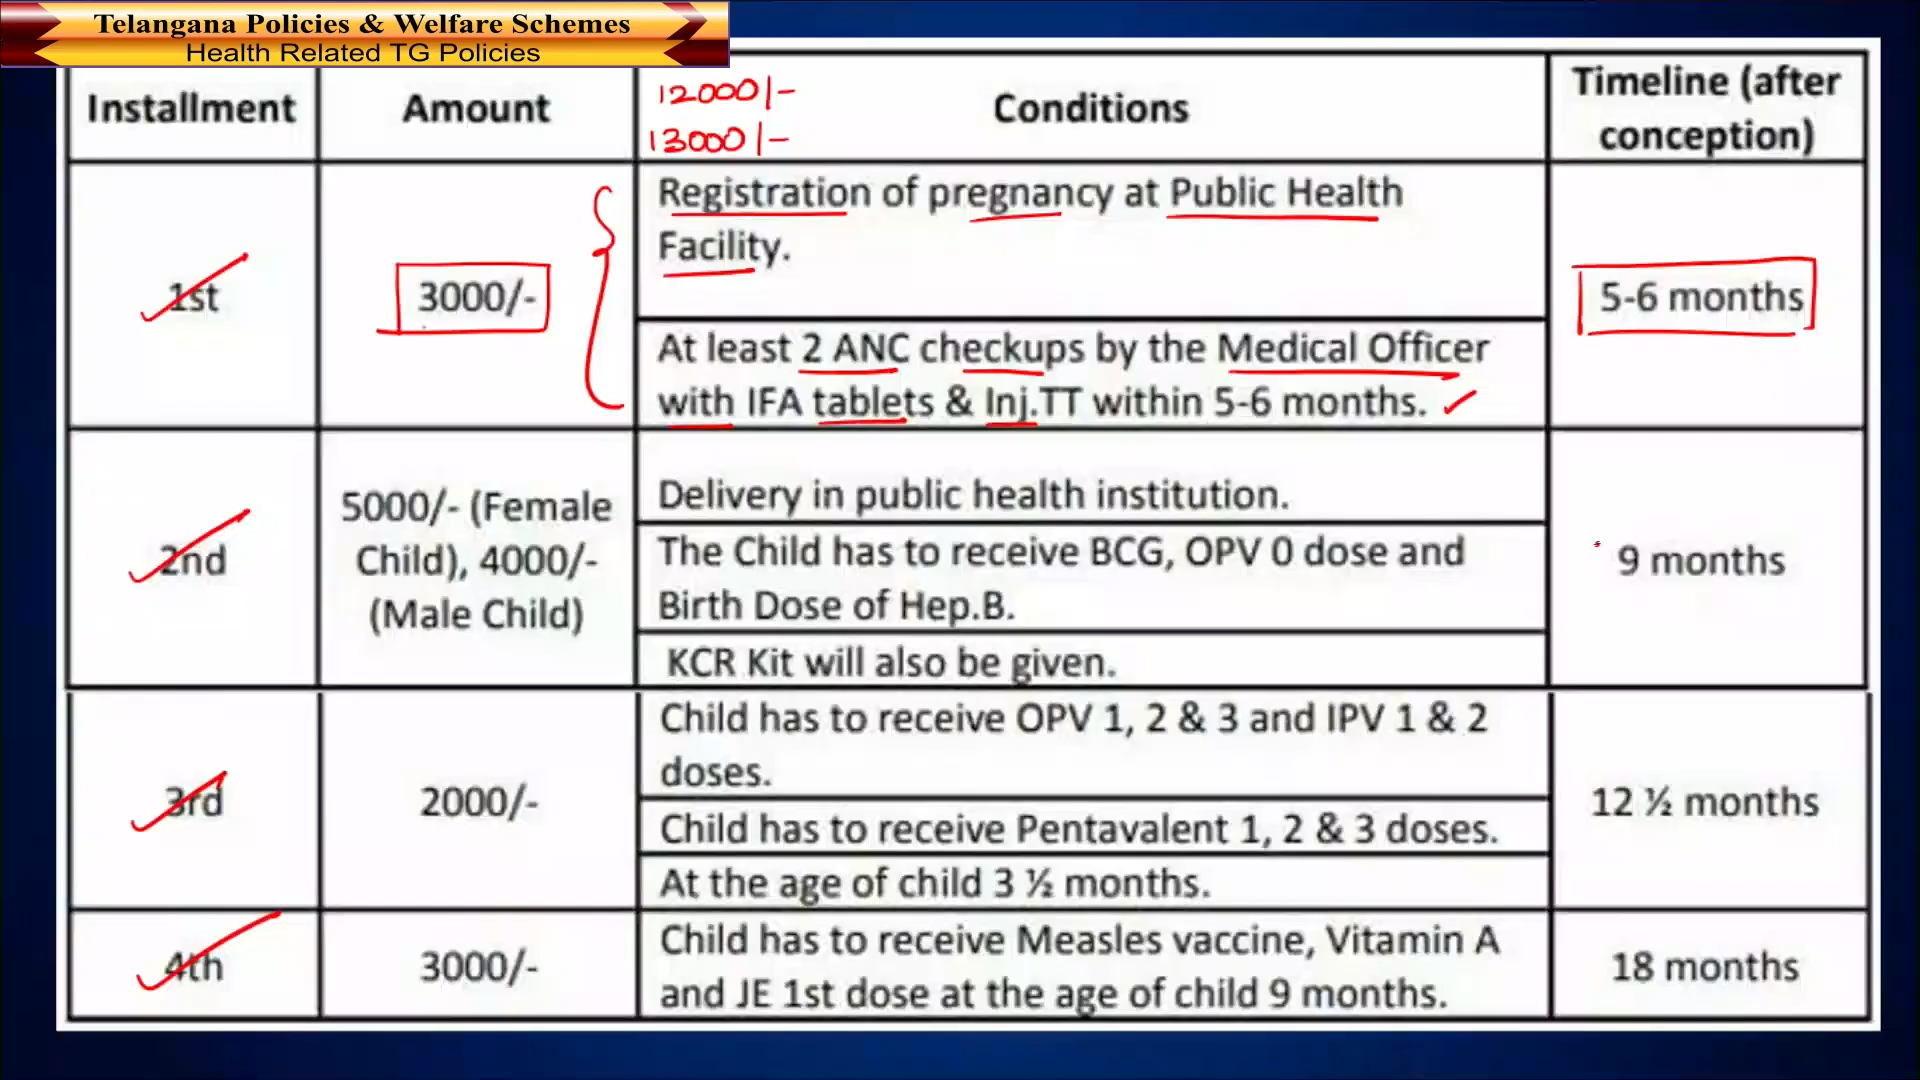 Telangana Policies & Welfare Schemes
Health Related TG Policies
Installment
Amount
12000/-
13000/-
Conditions
Timeline (after
conception)
1st
3000/-
Registration of pregnancy at Public Health
Facility.
At least 2 ANC checkups by the Medical Officer
with IFA tablets & Inj.TT within 5-6 months.
5-6 months
2nd
5000/- (Female
Child), 4000/-
(Male Child)
Delivery in public health institution.
The Child has to receive BCG, OPV 0 dose and
Birth Dose of Hep.B.
KCR Kit will also be given.
9 months
3rd
2000/-
Child has to receive OPV 1, 2 & 3 and IPV 1 & 2
doses.
Child has to receive Pentavalent 1, 2 & 3 doses.
At the age of child 3 ½ months.
12 ½ months
4th
3000/-
Child has to receive Measles vaccine, Vitamin A
and JE 1st dose at the age of child 9 months.
18 months